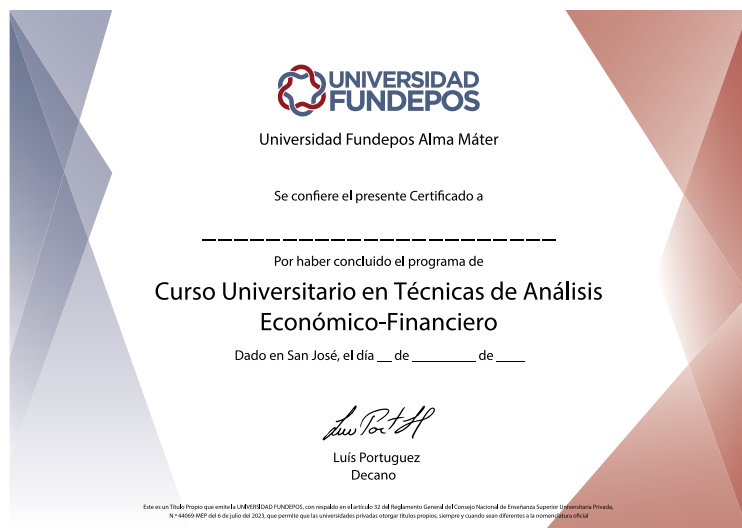 UNIVERSIDAD
FUNDEPOS
Universidad Fundepos Alma Máter
Se confiere el presente Certificado a
Por haber concluido el programa de
Curso Universitario en Técnicas de Análisis
Económico-Financiero
Dado en San José, el día __ de _________ de ____
Luís Portuguez
Decano
Este es un Título Propio que emite la UNIVERSIDAD FUNDEPOS, con respaldo en el artículo 32 del Reglamento General del Consejo Nacional de Enseñanza Superior Universitaria Privada,
N.º 44069-MEP del 6 de julio del 2023, que permite que las universidades privadas otorgar títulos propios, siempre y cuando sean diferentes a la nomenclatura oficial